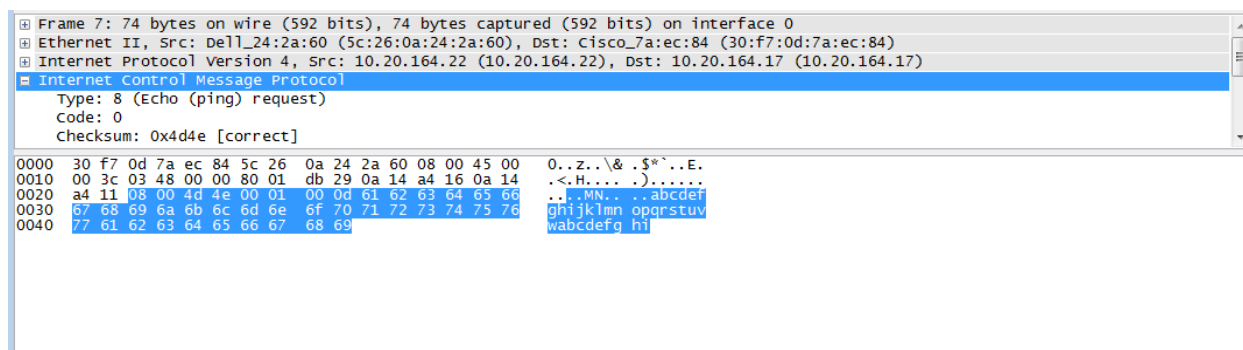 Frame 7: 74 bytes on wire (592 bits), 74 bytes captured (592 bits) on interface 0
Ethernet II, Src: Dell_24:2a:60 (5c:26:0a:24:2a:60), Dst: Cisco_7a:ec:84 (30:f7:0d:7a:ec:84)
Internet Protocol Version 4, Src: 10.20.164.22 (10.20.164.22), Dst: 10.20.164.17 (10.20.164.17)
Internet Control Message Protocol
Type: 8 (Echo (ping) request)
Code: 0
Checksum: 0x4d4e [correct]
0000 30 f7 0d 7a ec 84 5c 26 0a 24 2a 60 08 00 45 00 0..z..\& .$*`..E.
0010 00 3c 03 48 00 00 80 01 db 29 0a 14 a4 16 0a 14 .<.H.... .)......
0020 a4 11 08 00 4d 4e 00 01 00 0d 61 62 63 64 65 66 ....MN.. ..abcdef
0030 67 68 69 6a 6b 6c 6d 6e 6f 70 71 72 73 74 75 76 ghijklmn opqrstuv
0040 77 61 62 63 64 65 66 67 68 69 wabcdefg hi